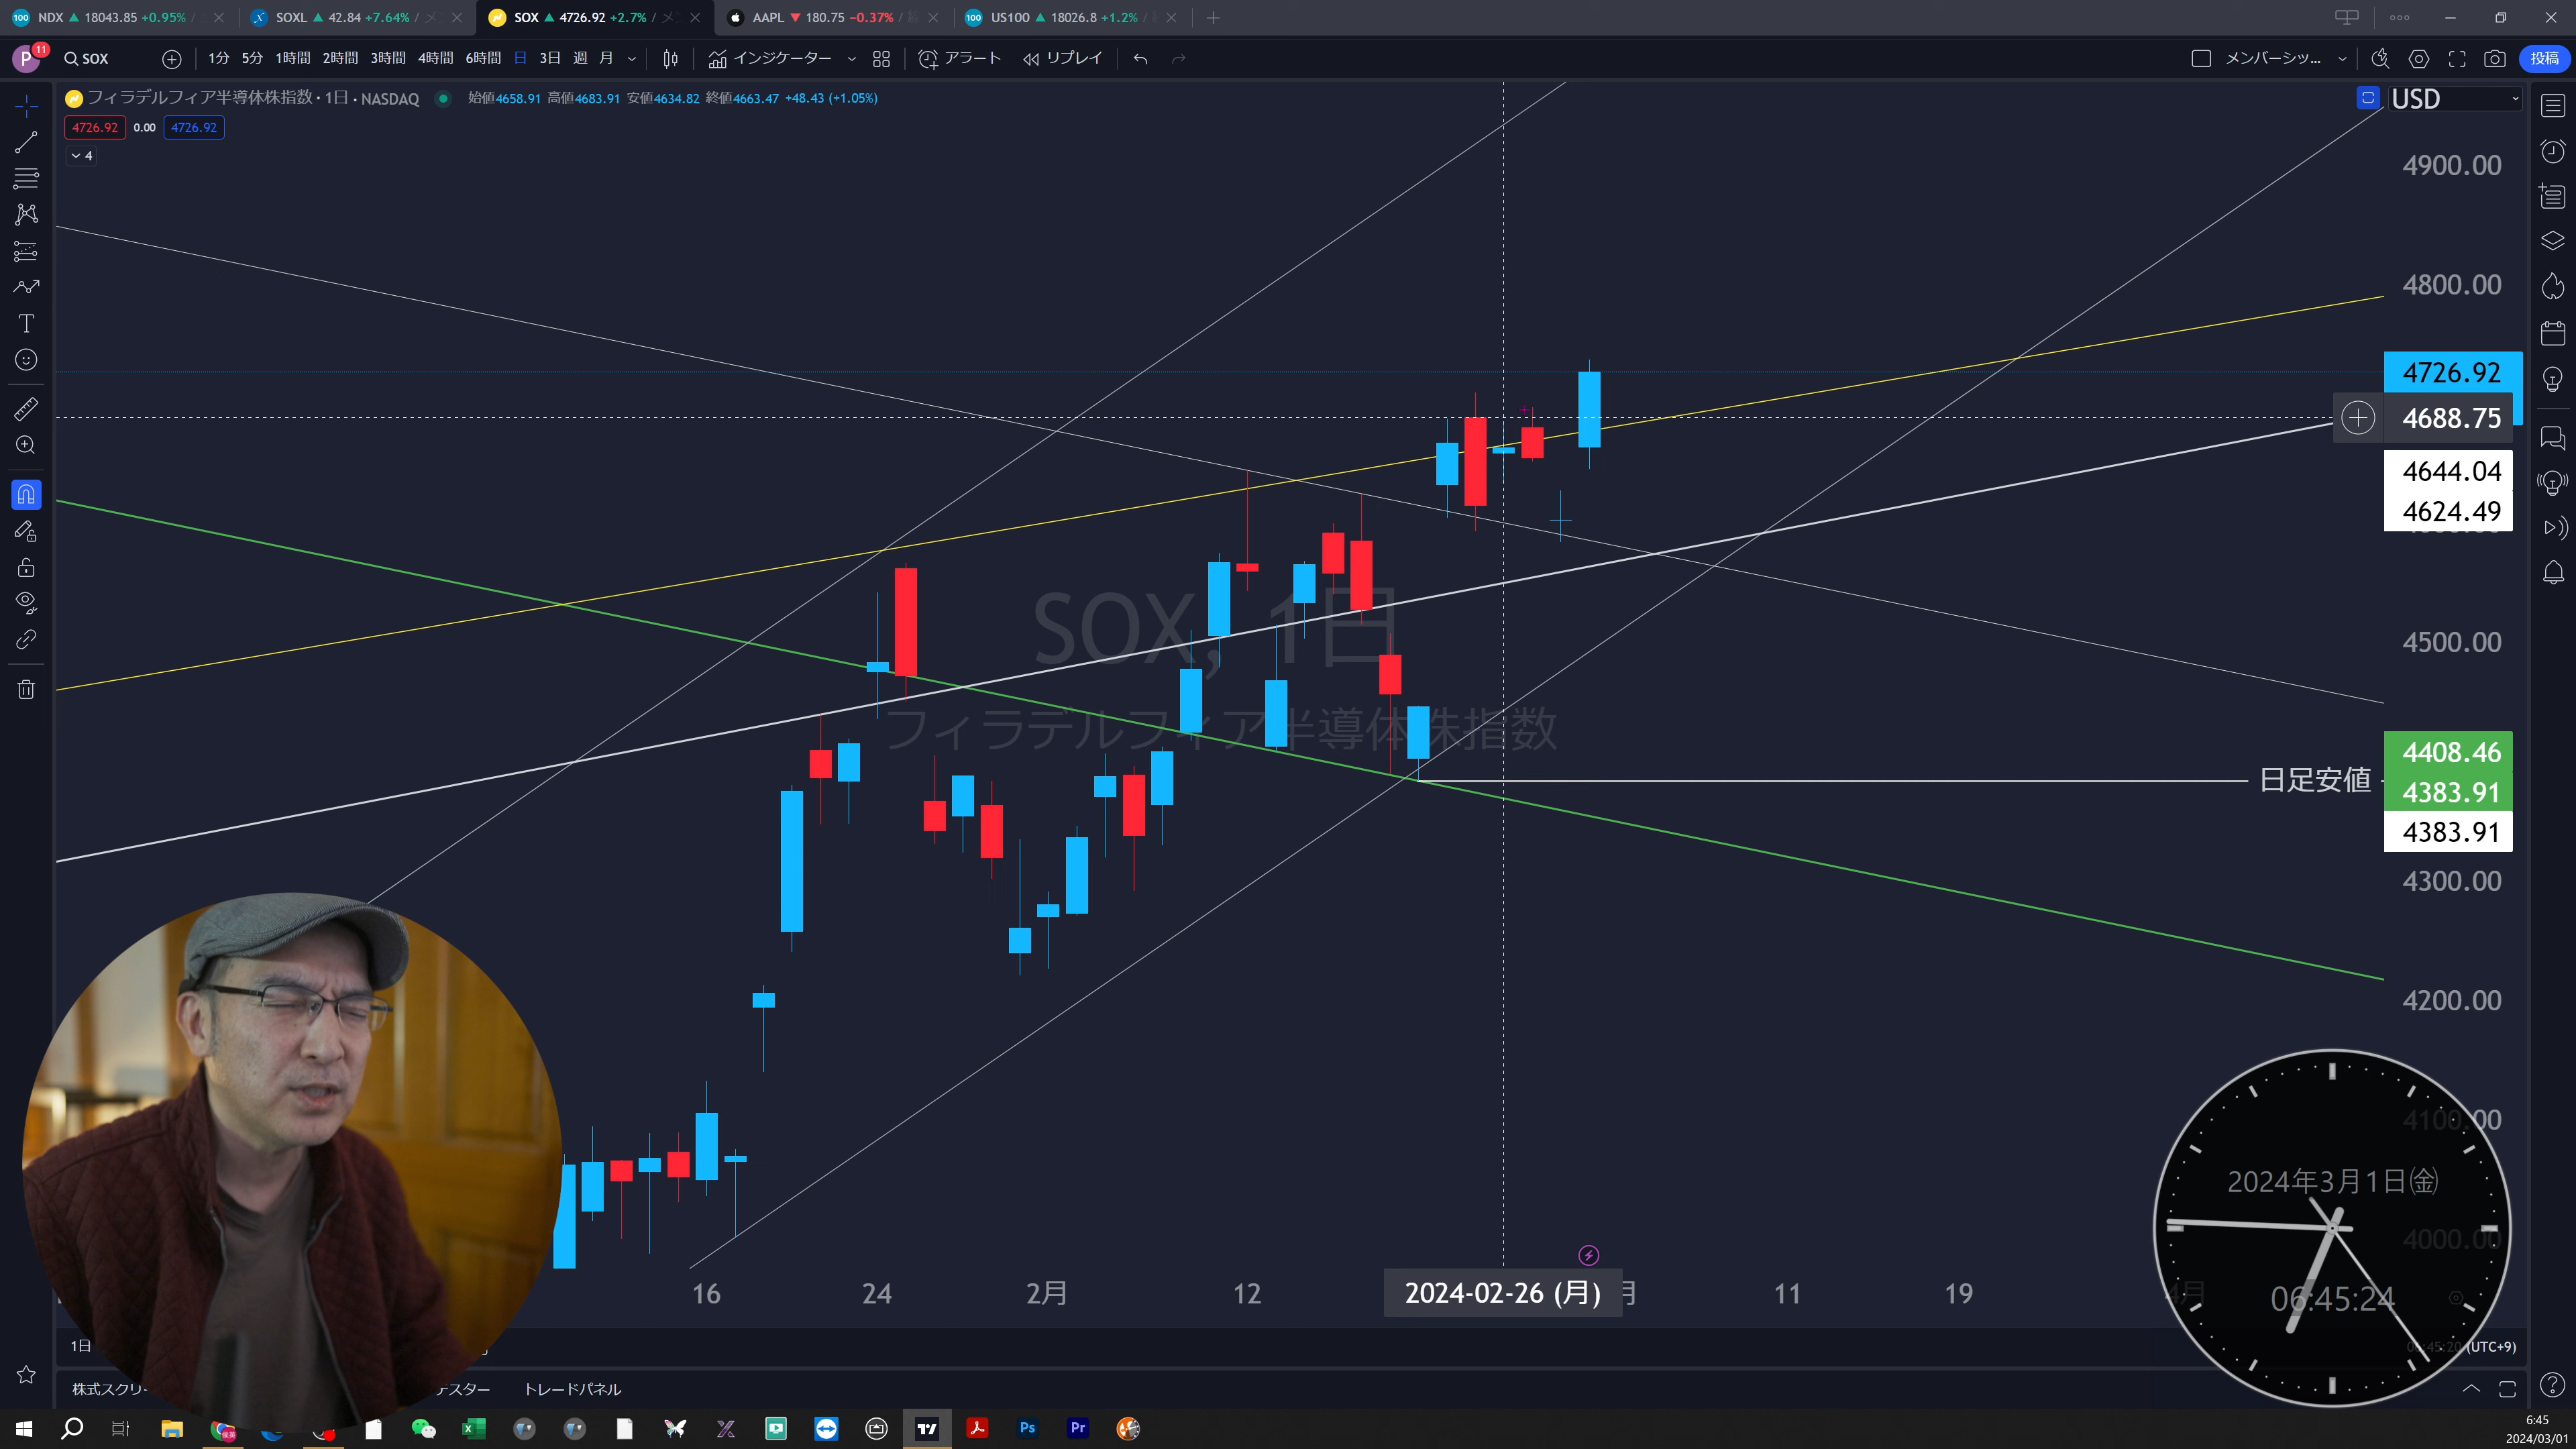 NDX 18043.85 +0.95% /
SOXL 42.84 +7.64% /
SOX 4726.92 +2.7% /
AAPL 180.75 −0.37% /
US100 18026.8 +1.2% /
P 11 SOX
1分 5分 1時間 2時間 3時間 4時間 6時間 日 3日 週 月
インジケーター アラート リプレイ
メンバーシッ... 投稿
フィラデルフィア半導体株指数・1日・NASDAQ 始値4658.91 高値4683.91 安値4634.82 終値4663.47 +48.43 (+1.05%)
USD
4726.92 0.00 4726.92
4
4900.00
4800.00
4726.92
4688.75
4644.04
4624.49
4500.00
SOX, 1日
フィラデルフィア半導体株指数
4408.46
日足安値
4383.91
4383.91
4300.00
4200.00
4100.00
2024年3月1日㈮
4000.00
16 24 2月 12 2024-02-26 (月) 月 11 19 4月
06:45:24
1日
(UTC+9)
株式スクリー テスター トレードパネル
Ps Pr
6:45
2024/03/01